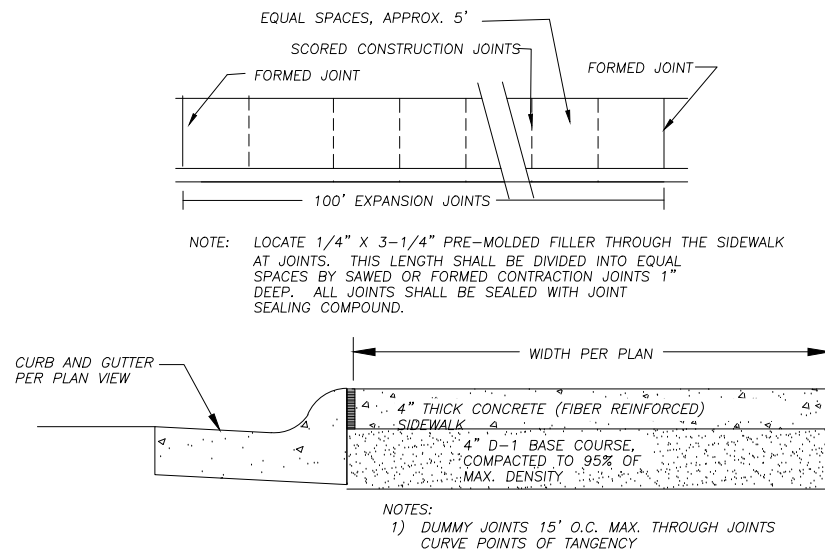 EQUAL SPACES, APPROX. 5'
SCORED CONSTRUCTION JOINTS
FORMED JOINT
FORMED JOINT
100' EXPANSION JOINTS
NOTE: LOCATE 1/4" X 3-1/4" PRE-MOLDED FILLER THROUGH THE SIDEWALK
AT JOINTS. THIS LENGTH SHALL BE DIVIDED INTO EQUAL
SPACES BY SAWED OR FORMED CONTRACTION JOINTS 1"
DEEP. ALL JOINTS SHALL BE SEALED WITH JOINT
SEALING COMPOUND.
WIDTH PER PLAN
CURB AND GUTTER
PER PLAN VIEW
4" THICK CONCRETE (FIBER REINFORCED)
SIDEWALK
4" D-1 BASE COURSE,
COMPACTED TO 95% OF
MAX. DENSITY
NOTES:
1) DUMMY JOINTS 15' O.C. MAX. THROUGH JOINTS
CURVE POINTS OF TANGENCY